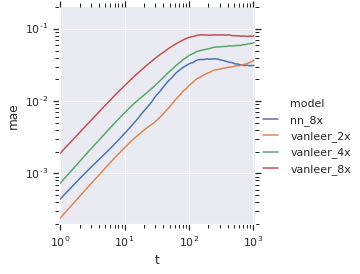 10⁻¹
10⁻²
10⁻³
mae
10⁰ 10¹ 10² 10³
t
model
nn_8x
vanleer_2x
vanleer_4x
vanleer_8x